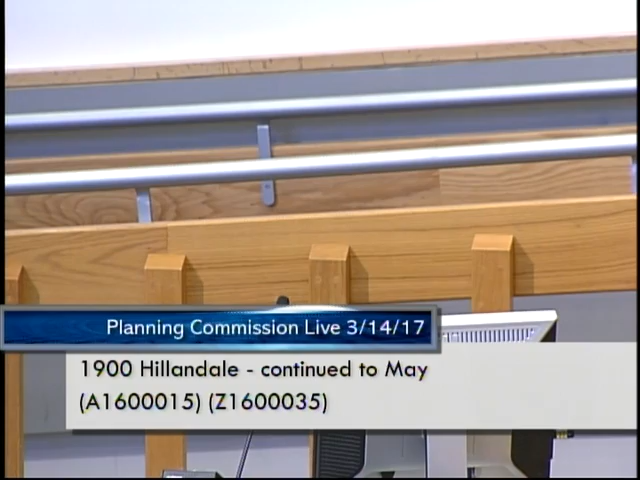 Planning Commission Live 3/14/17
1900 Hillandale - continued to May
(A1600015) (Z1600035)